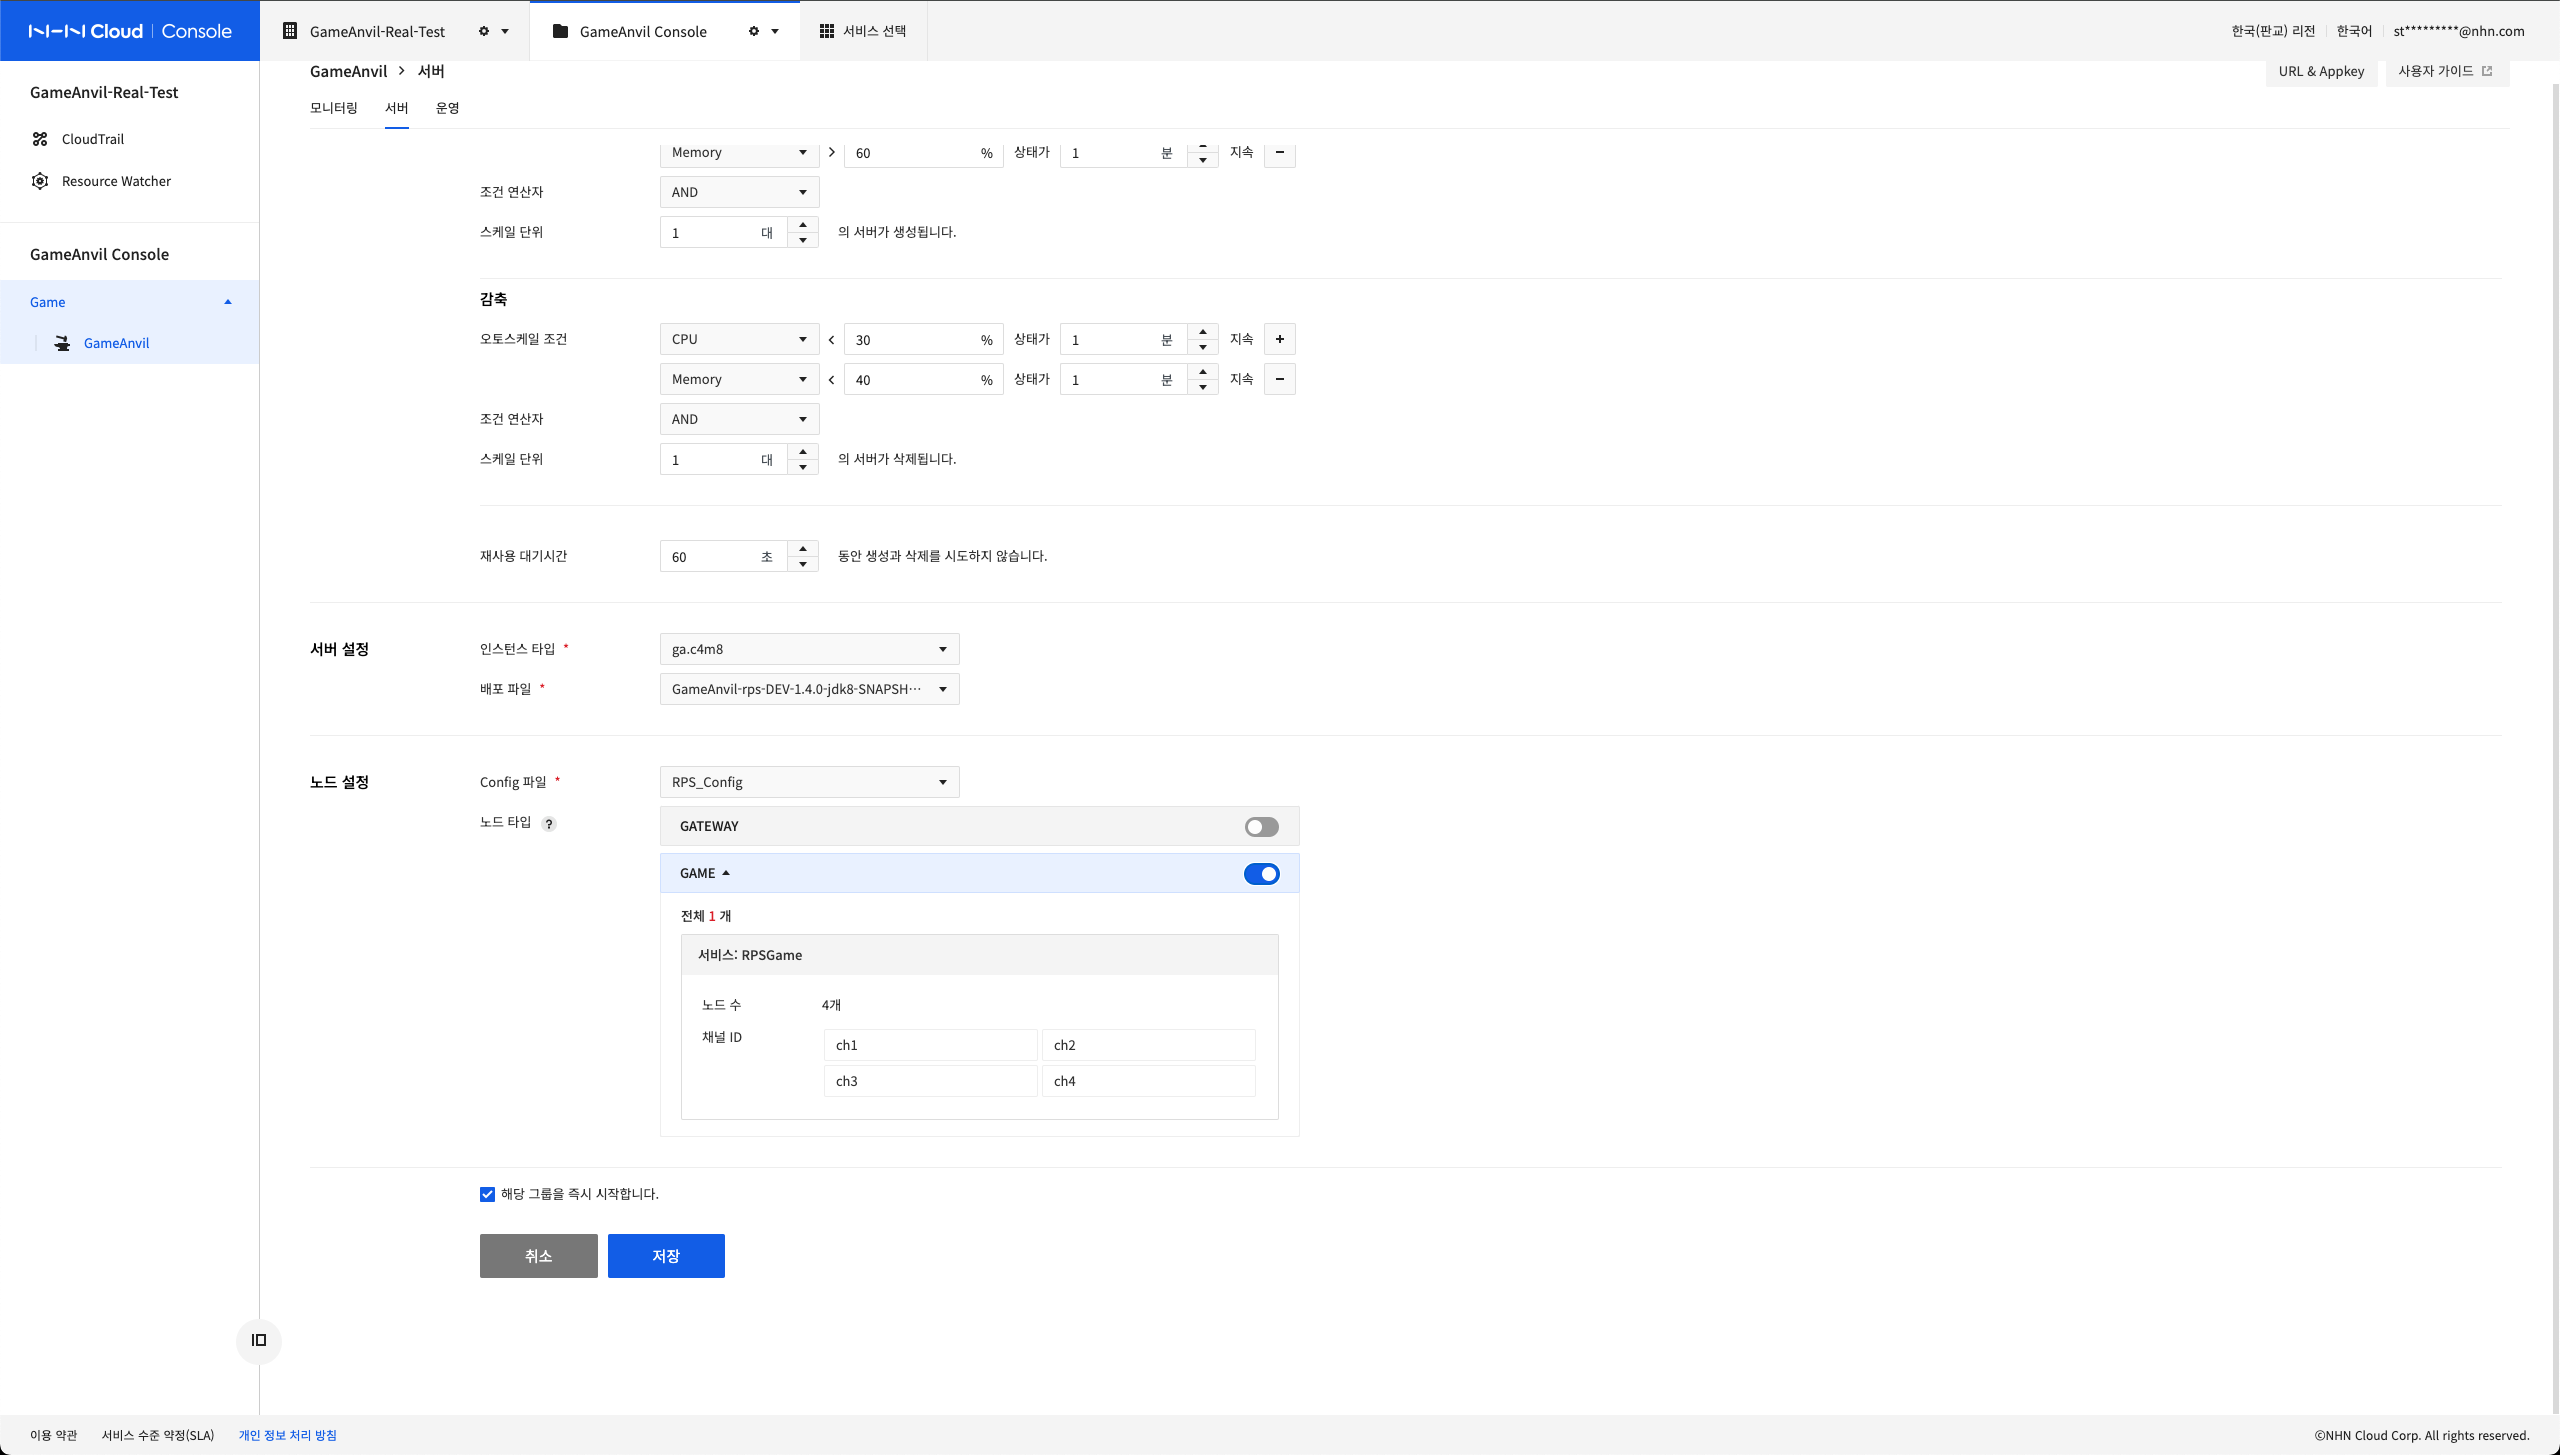 NHN Cloud | Console
GameAnvil-Real-Test
GameAnvil Console
서비스 선택
한국(판교) 리전
한국어
st*********@nhn.com
GameAnvil > 서버
URL & Appkey
사용자 가이드
모니터링
서버
운영
GameAnvil-Real-Test
CloudTrail
Resource Watcher
GameAnvil Console
Game
GameAnvil
Memory > 60 % 상태가 1 분 지속 −
조건 연산자 AND
스케일 단위 1 대 의 서버가 생성됩니다.
감축
오토스케일 조건 CPU < 30 % 상태가 1 분 지속 +
Memory < 40 % 상태가 1 분 지속 −
조건 연산자 AND
스케일 단위 1 대 의 서버가 삭제됩니다.
재사용 대기시간 60 초 동안 생성과 삭제를 시도하지 않습니다.
서버 설정 인스턴스 타입 * ga.c4m8
배포 파일 * GameAnvil-rps-DEV-1.4.0-jdk8-SNAPSH···
노드 설정 Config 파일 * RPS_Config
노드 타입 ? GATEWAY
GAME
전체 1 개
서비스: RPSGame
노드 수 4개
채널 ID ch1 ch2
ch3 ch4
해당 그룹을 즉시 시작합니다.
취소 저장
이용 약관 서비스 수준 약정(SLA) 개인 정보 처리 방침 ©NHN Cloud Corp. All rights reserved.